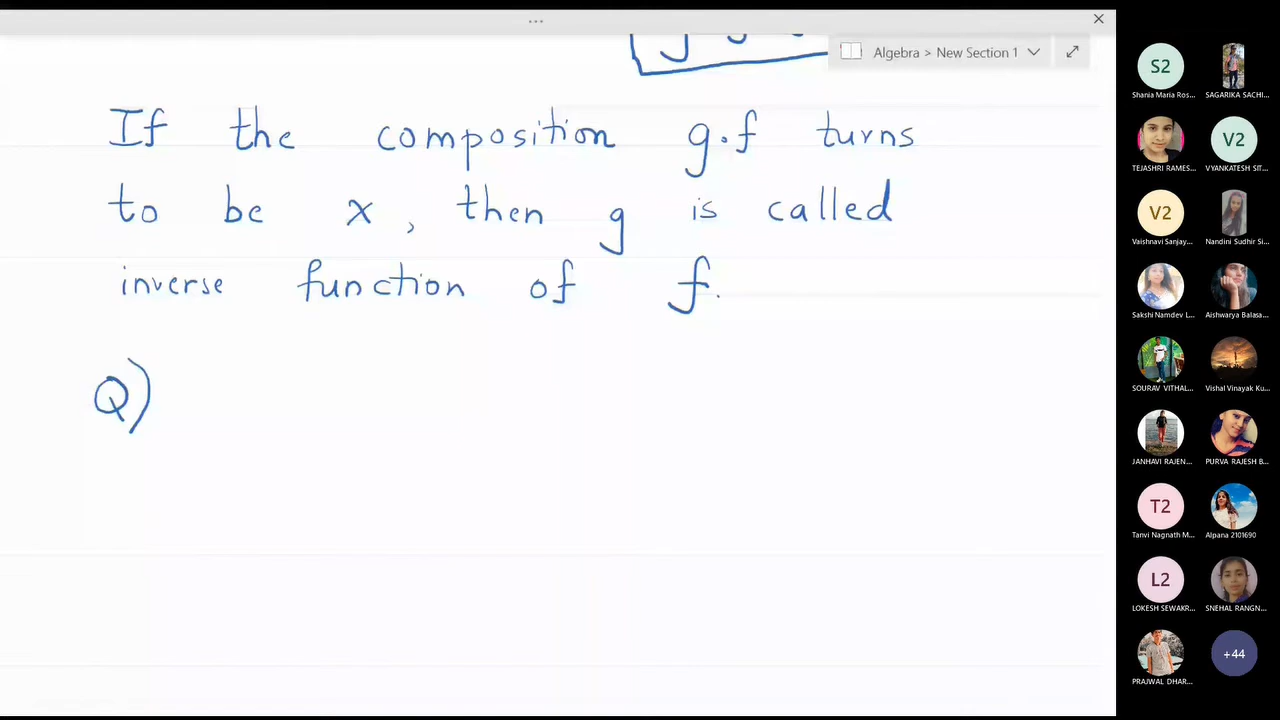 Algebra > New Section 1
If the composition g.f turns
to be x, then g is called
inverse function of f.
Q)
S2
Shania Maria Ros...
SAGARIKA SACHI...
TEJASHRI RAMES...
V2
VYANKATESH SIT...
V2
Vaishnavi Sanjay...
Nandini Sudhir Si...
Sakshi Namdev L...
Aishwarya Balasa...
SOURAV VITHAL...
Vishal Vinayak Ku...
JANHAVI RAJEN...
PURVA RAJESH B...
T2
Tanvi Nagnath M...
Alpana 2101690
L2
LOKESH SEWAKR...
SNEHAL RANGN...
PRAJWAL DHAR...
+44